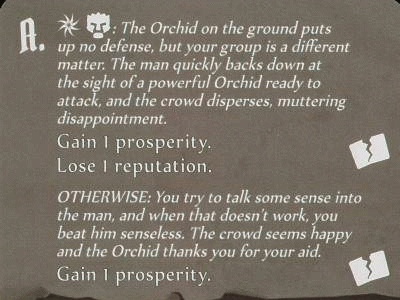 A. : The Orchid on the ground puts
up no defense, but your group is a different
matter. The man quickly backs down at
the sight of a powerful Orchid ready to
attack, and the crowd disperses, muttering
disappointment.
Gain 1 prosperity.
Lose 1 reputation.
OTHERWISE: You try to talk some sense into
the man, and when that doesn't work, you
beat him senseless. The crowd seems happy
and the Orchid thanks you for your aid.
Gain 1 prosperity.